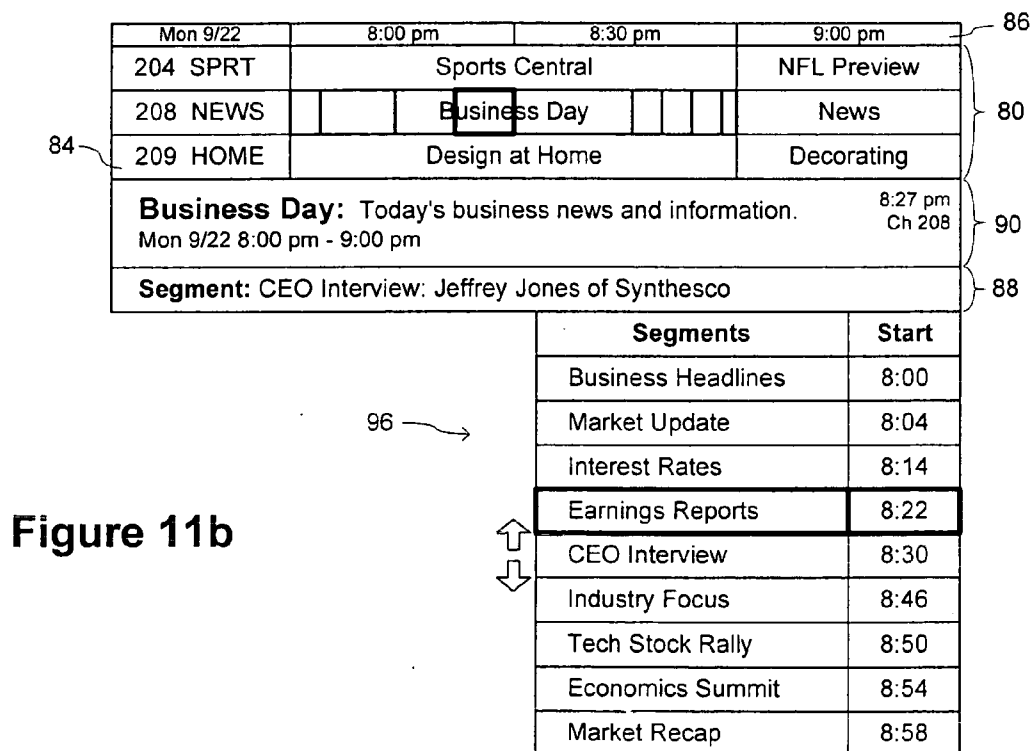 Mon 9/22 8:00 pm 8:30 pm 9:00 pm 86
204 SPRT Sports Central NFL Preview
208 NEWS Business Day News 80
84 209 HOME Design at Home Decorating
Business Day: Today's business news and information. 8:27 pm
Mon 9/22 8:00 pm - 9:00 pm Ch 208 90
Segment: CEO Interview: Jeffrey Jones of Synthesco 88
Segments Start
Business Headlines 8:00
96 Market Update 8:04
Interest Rates 8:14
Earnings Reports 8:22
Figure 11b
CEO Interview 8:30
Industry Focus 8:46
Tech Stock Rally 8:50
Economics Summit 8:54
Market Recap 8:58